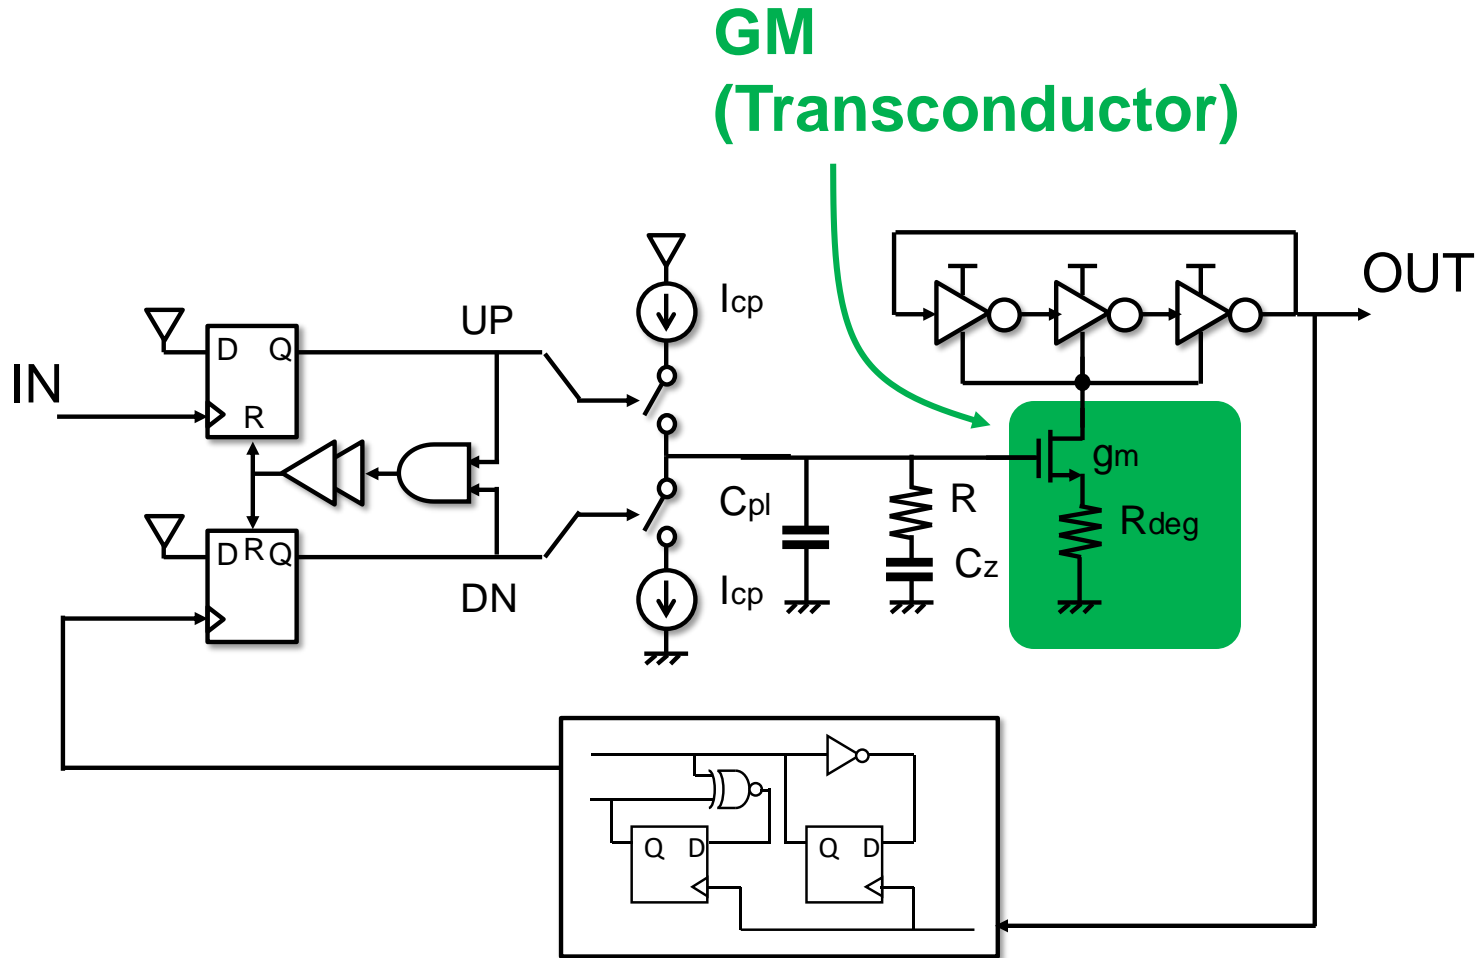 GM
(Transconductor)
OUT
Icp
UP
D Q
IN
R
gm
Cpl
R
Rdeg
D R Q
Cz
DN
Icp
Q D
Q D